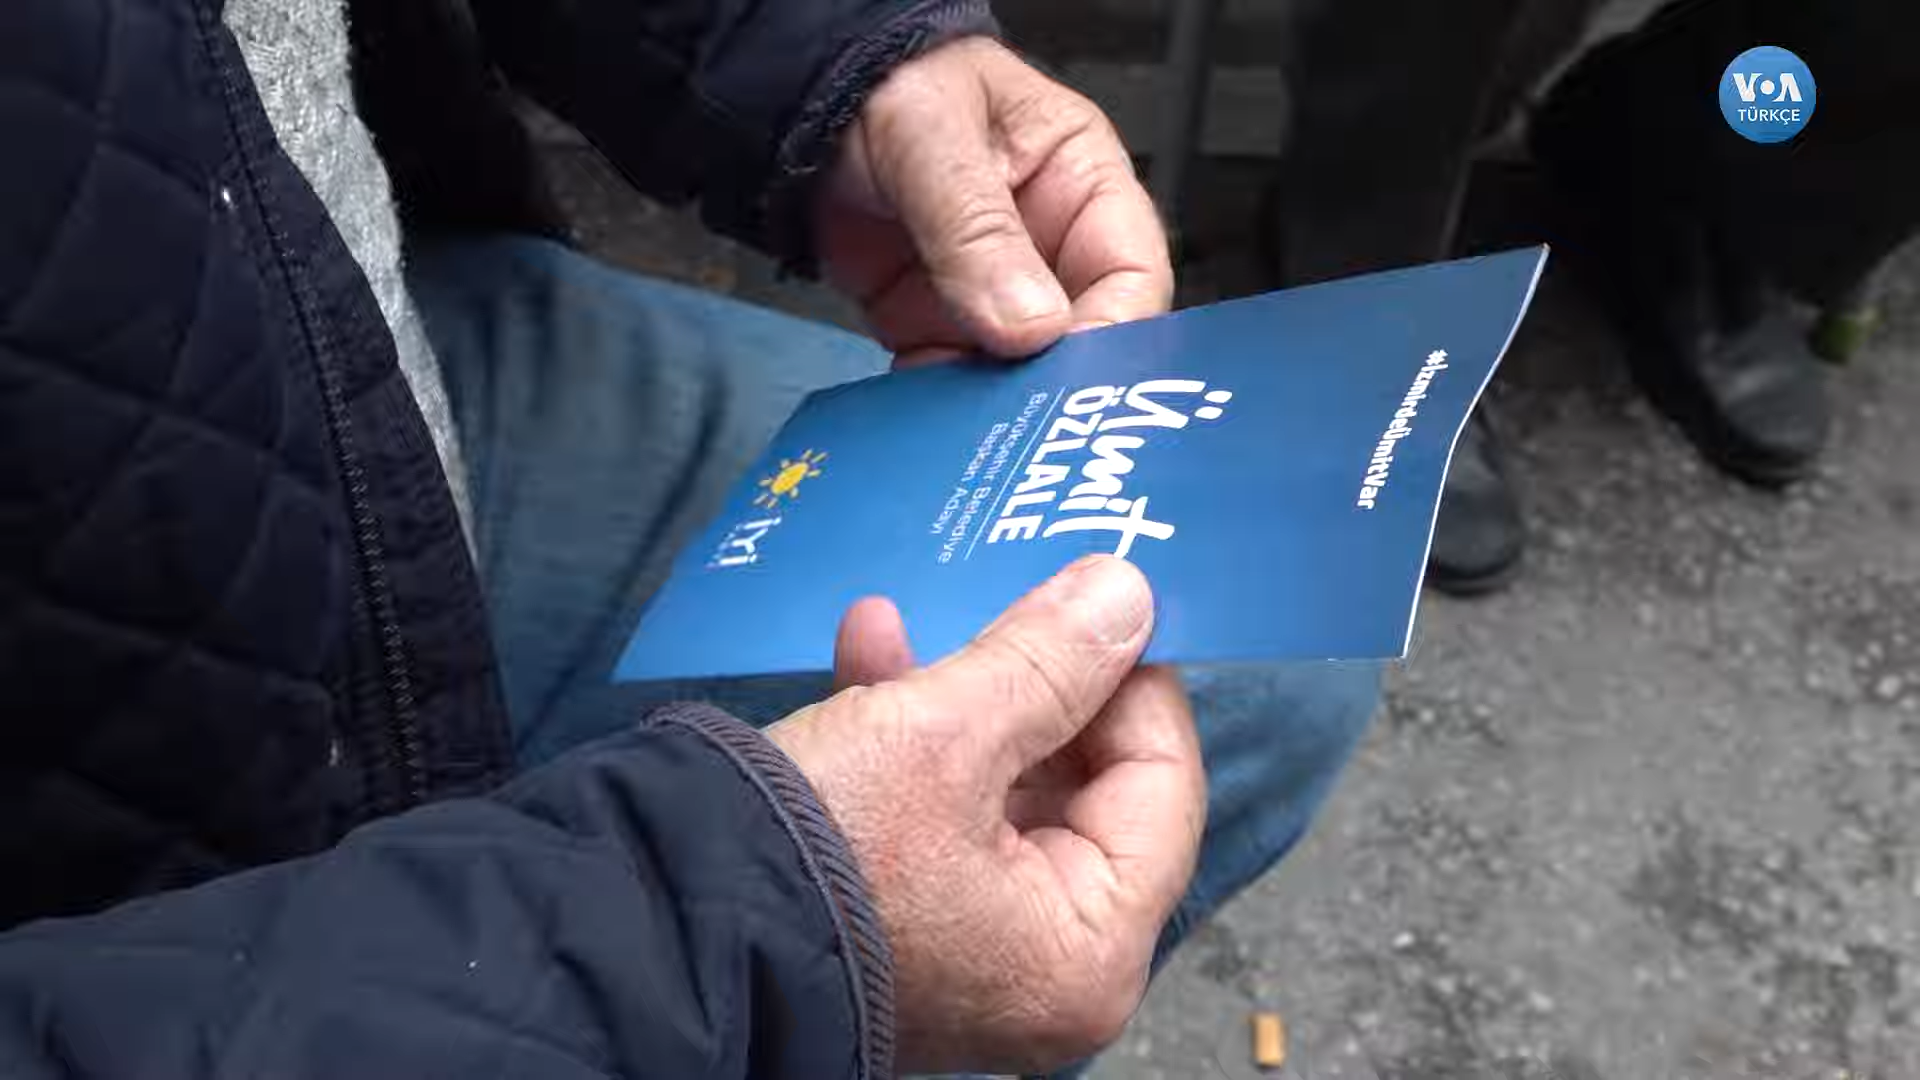 VOA
TÜRKÇE
#İzmirdeÜmitVar
Ümit
ÖZLALE
Büyükşehir Belediye
Başkan Adayı
İYİ